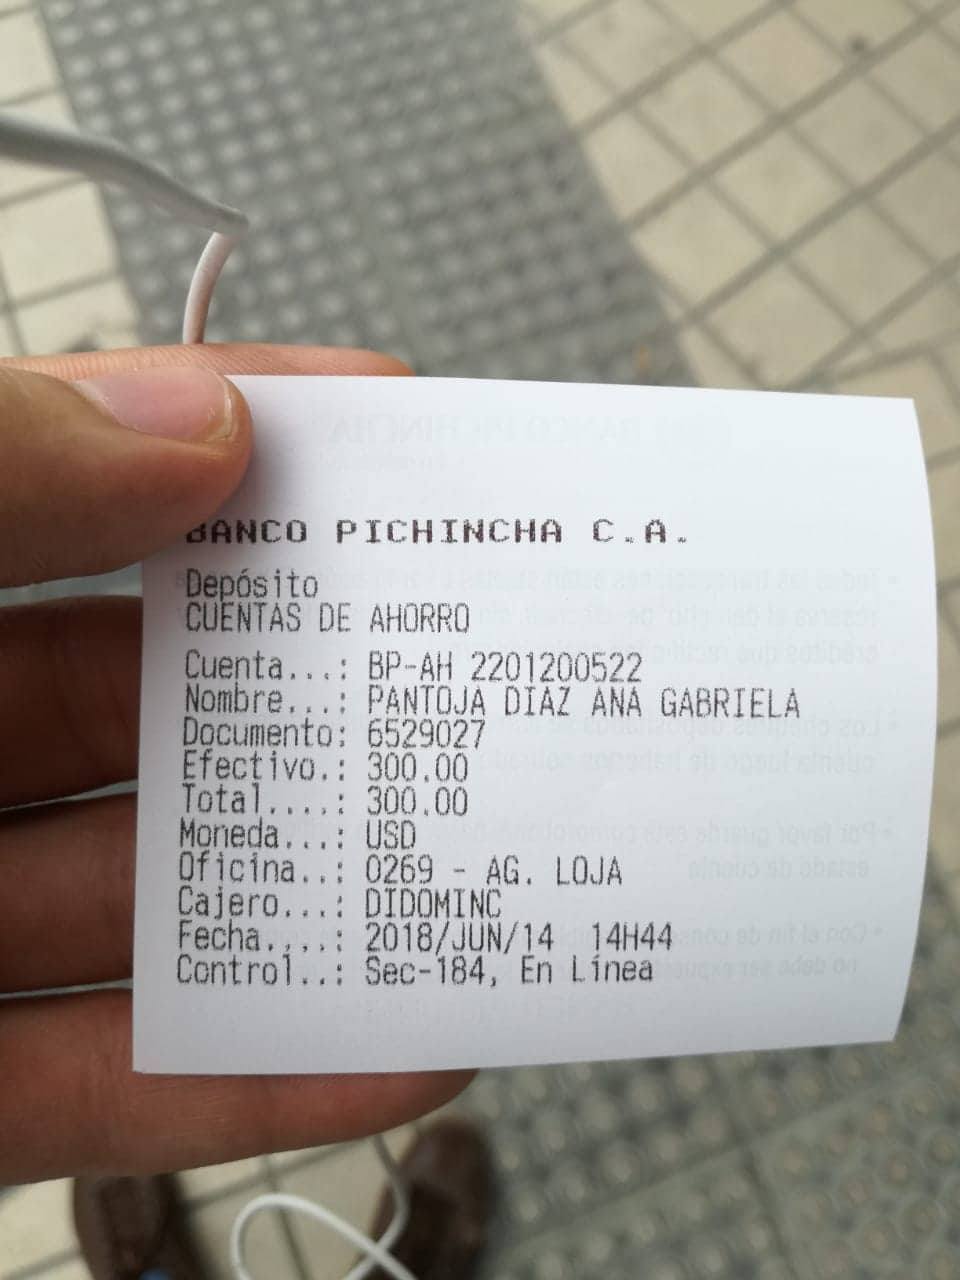 BANCO PICHINCHA C.A.
Depósito
CUENTAS DE AHORRO
Cuenta...: BP-AH 2201200522
Nombre...: PANTOJA DIAZ ANA GABRIELA
Documento: 6529027
Efectivo.: 300.00
Total....: 300.00
Moneda...: USD
Oficina..: 0269 - AG. LOJA
Cajero...: DIDOMINC
Fecha....: 2018/JUN/14 14H44
Control..: Sec-184, En Línea